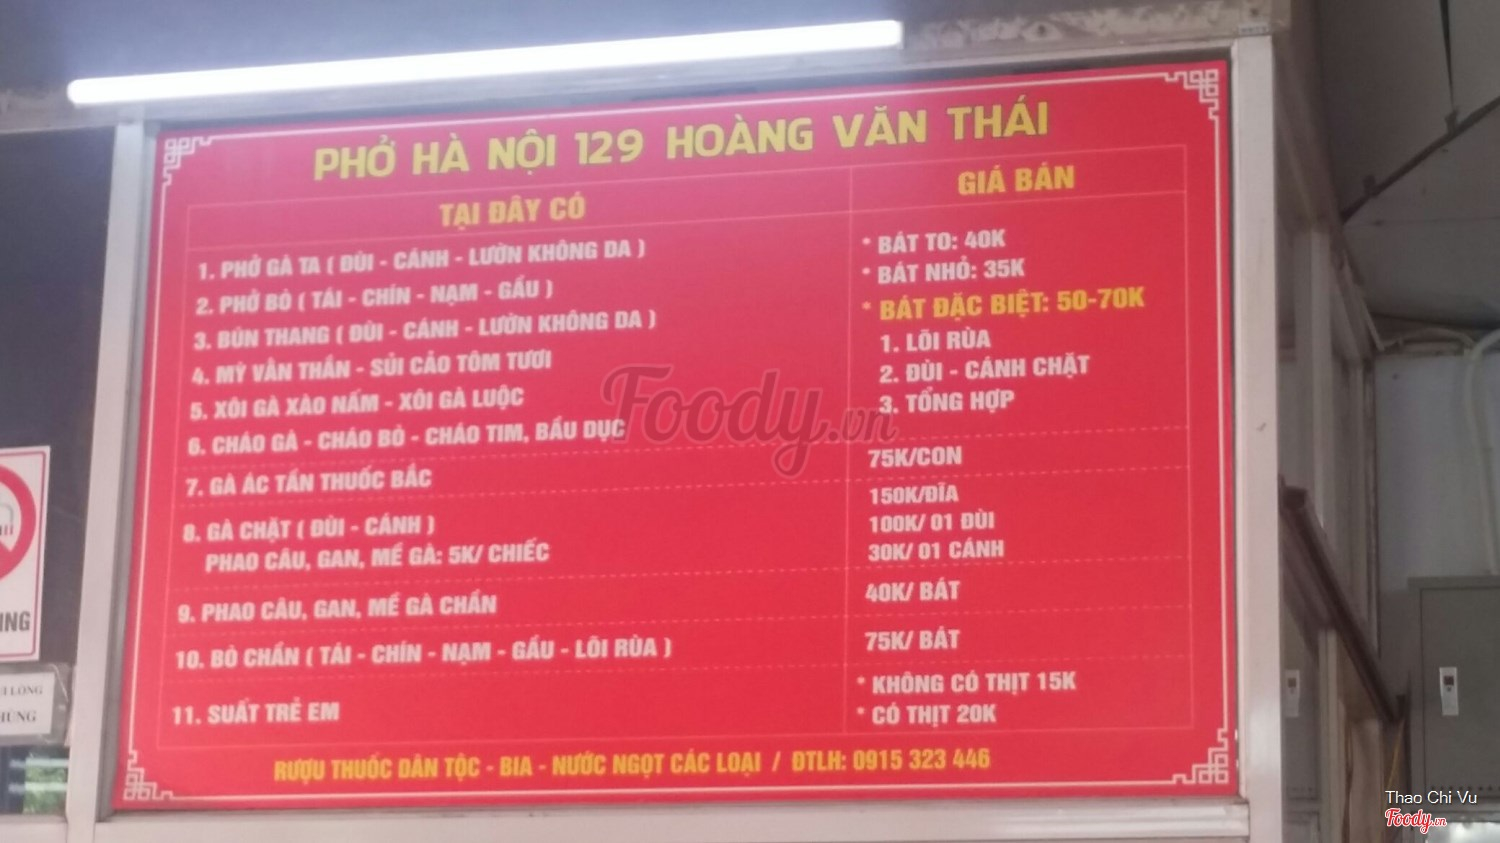 PHỞ HÀ NỘI 129 HOÀNG VĂN THÁI
TẠI ĐÂY CÓ
GIÁ BÁN
1. PHỞ GÀ TA ( ĐÙI - CÁNH - LƯỜN KHÔNG DA )
2. PHỞ BÒ ( TÁI - CHÍN - NẠM - GẦU )
3. BÚN THANG ( ĐÙI - CÁNH - LƯỜN KHÔNG DA )
4. MỲ VẰN THẮN - SỦI CẢO TÔM TƯƠI
5. XÔI GÀ XÀO NẤM - XÔI GÀ LUỘC
6. CHÁO GÀ - CHÁO BÒ - CHÁO TIM, BẦU DỤC
* BÁT TO: 40K
* BÁT NHỎ: 35K
* BÁT ĐẶC BIỆT: 50-70K
1. LÕI RÙA
2. ĐÙI - CÁNH CHẶT
3. TỔNG HỢP
7. GÀ ÁC TẦN THUỐC BẮC
75K/CON
8. GÀ CHẶT ( ĐÙI - CÁNH )
PHAO CÂU, GAN, MỀ GÀ: 5K/ CHIẾC
150K/ĐĨA
100K/ 01 ĐÙI
30K/ 01 CÁNH
9. PHAO CÂU, GAN, MỀ GÀ CHẦN
40K/ BÁT
10. BÒ CHẦN ( TÁI - CHÍN - NẠM - GẦU - LÕI RÙA )
75K/ BÁT
11. SUẤT TRẺ EM
* KHÔNG CÓ THỊT 15K
* CÓ THỊT 20K
RƯỢU THUỐC DÂN TỘC - BIA - NƯỚC NGỌT CÁC LOẠI / ĐTLH: 0915 323 446
Foody.vn
ING
I LÒNG
HÙNG
Thao Chi Vu
Foody.vn